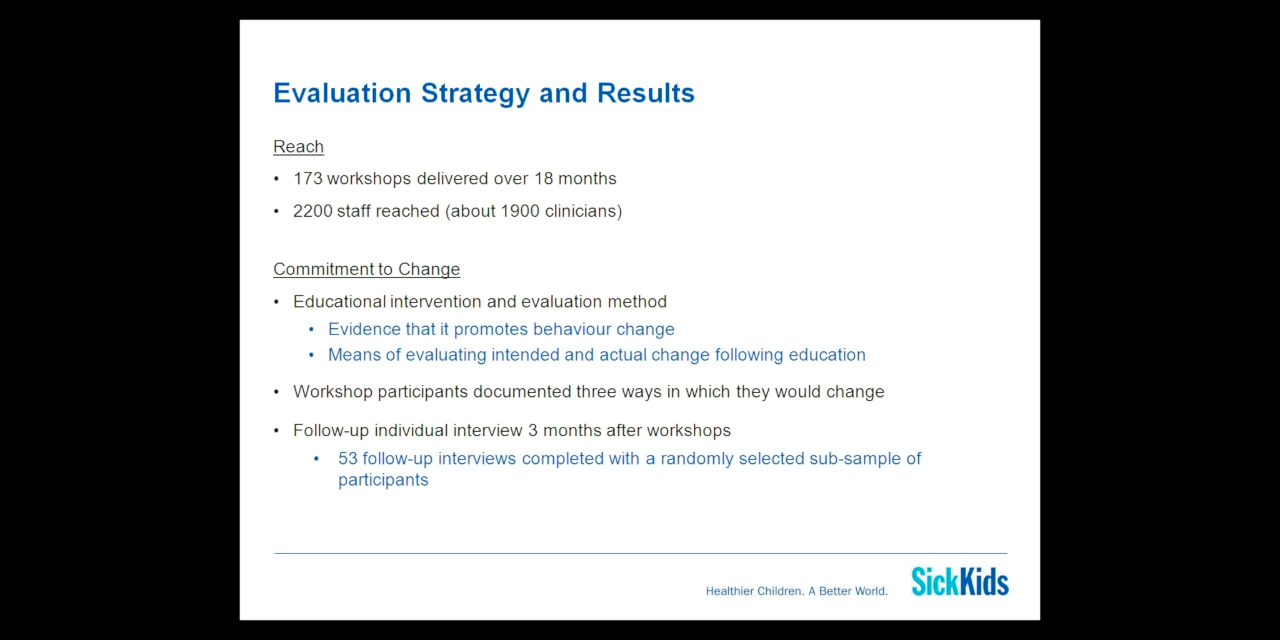 Evaluation Strategy and Results
Reach
• 173 workshops delivered over 18 months
• 2200 staff reached (about 1900 clinicians)
Commitment to Change
• Educational intervention and evaluation method
• Evidence that it promotes behaviour change
• Means of evaluating intended and actual change following education
• Workshop participants documented three ways in which they would change
• Follow-up individual interview 3 months after workshops
• 53 follow-up interviews completed with a randomly selected sub-sample of
participants
Healthier Children. A Better World.
SickKids